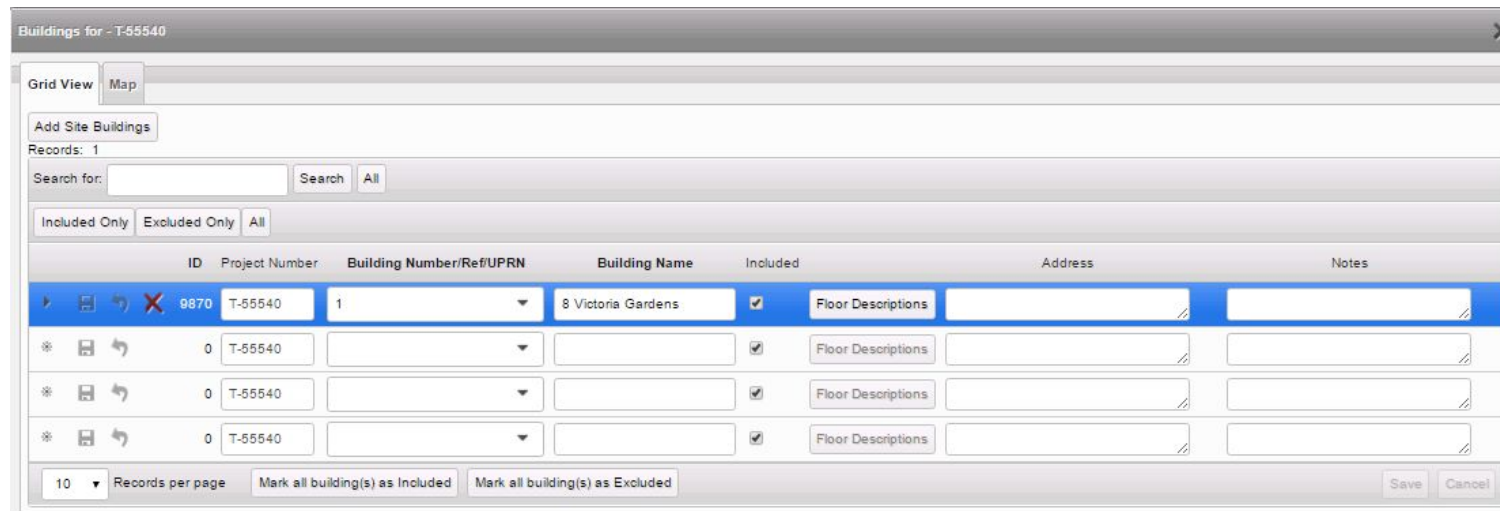 Buildings for - T-55540
Grid View Map
Add Site Buildings
Records: 1
Search for: Search All
Included Only Excluded Only All
ID Project Number Building Number/Ref/UPRN Building Name Included Address Notes
9870 T-55540 1 8 Victoria Gardens Floor Descriptions
0 T-55540 Floor Descriptions
0 T-55540 Floor Descriptions
0 T-55540 Floor Descriptions
10 Records per page Mark all building(s) as Included Mark all building(s) as Excluded Save Cancel